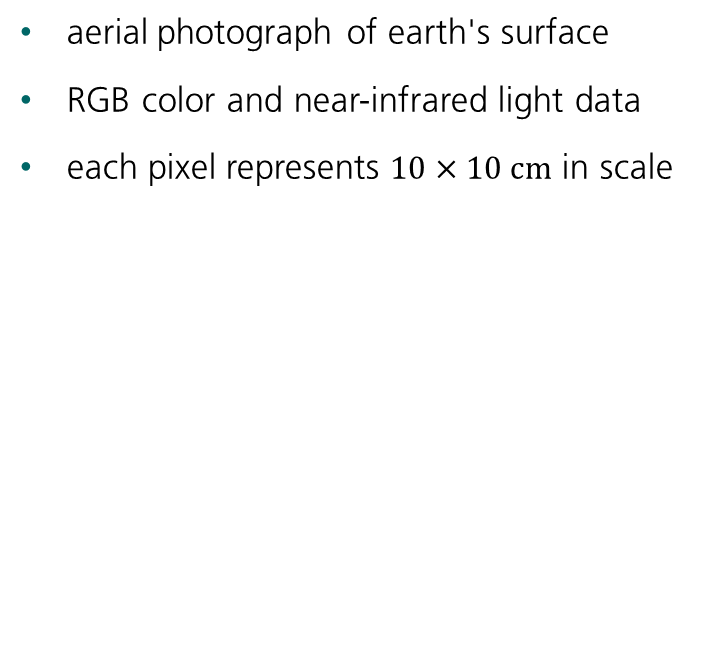 • aerial photograph of earth's surface
• RGB color and near-infrared light data
• each pixel represents 10 × 10 cm in scale